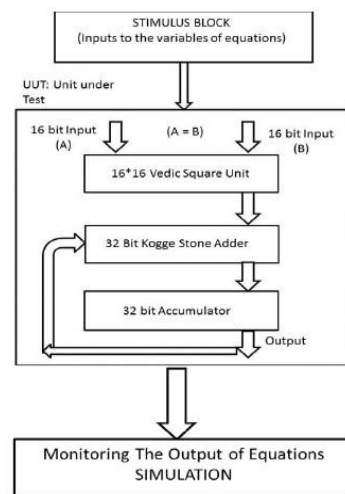 STIMULUS BLOCK
(Inputs to the variables of equations)
UUT: Unit under
Test
16 bit Input
(A)
(A = B)
16 bit Input
(B)
16*16 Vedic Square Unit
32 Bit Kogge Stone Adder
32 bit Accumulator
Output
Monitoring The Output of Equations
SIMULATION